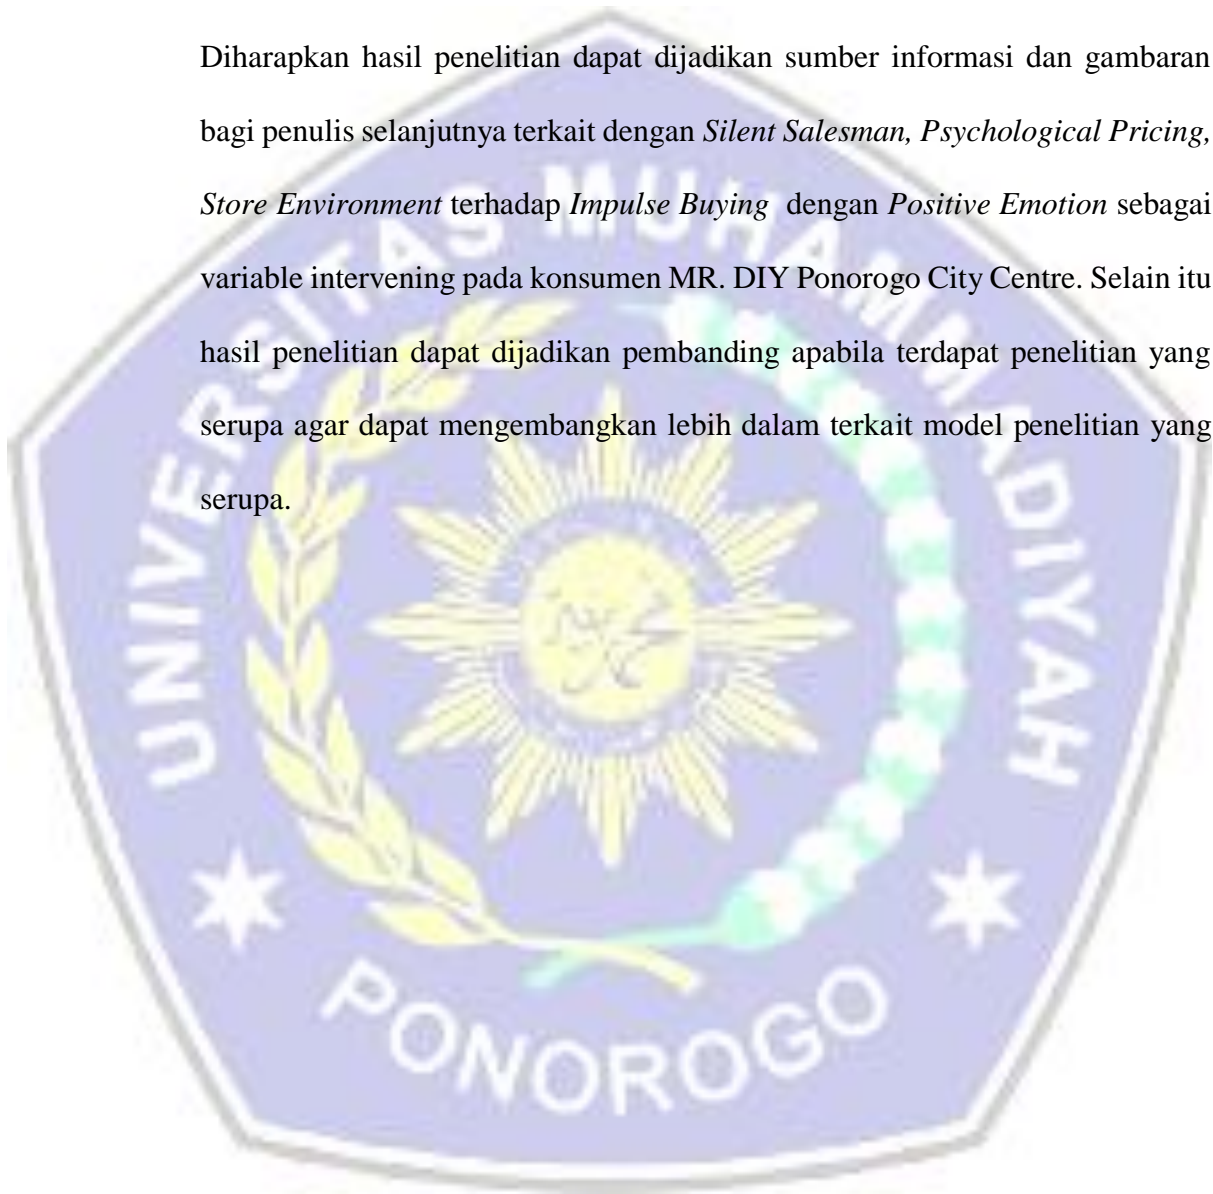 Diharapkan hasil penelitian dapat dijadikan sumber informasi dan gambaran
bagi penulis selanjutnya terkait dengan Silent Salesman, Psychological Pricing,
Store Environment terhadap Impulse Buying dengan Positive Emotion sebagai
variable intervening pada konsumen MR. DIY Ponorogo City Centre. Selain itu
hasil penelitian dapat dijadikan pembanding apabila terdapat penelitian yang
serupa agar dapat mengembangkan lebih dalam terkait model penelitian yang
serupa.
UNIVERSITAS MUHAMMADIYAH
PONOROGO